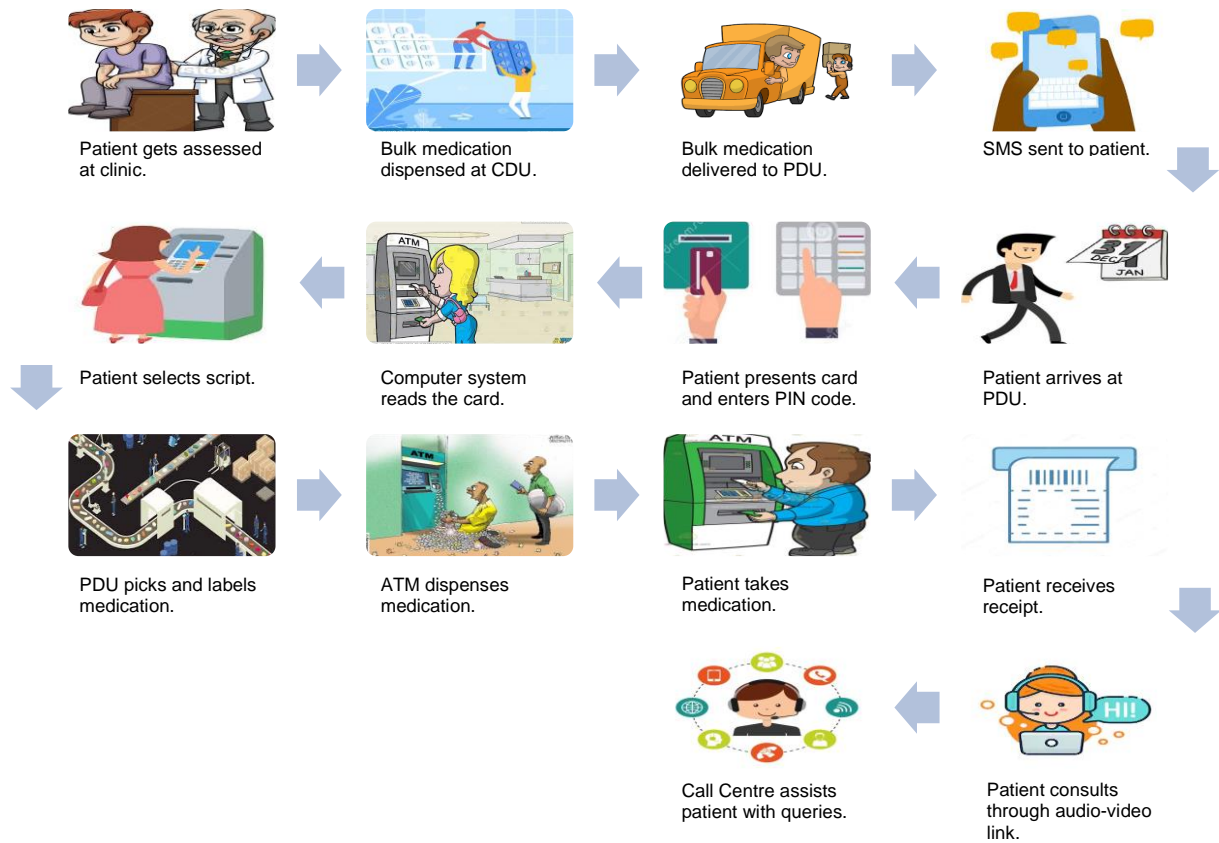 Patient gets assessed
at clinic.
Bulk medication
dispensed at CDU.
Bulk medication
delivered to PDU.
SMS sent to patient.
31
DEC
1
JAN
ATM
Patient selects script.
Computer system
reads the card.
Patient presents card
and enters PIN code.
Patient arrives at
PDU.
ATM
ATM
PDU picks and labels
medication.
ATM dispenses
medication.
Patient takes
medication.
Patient receives
receipt.
HI!
Call Centre assists
patient with queries.
Patient consults
through audio-video
link.